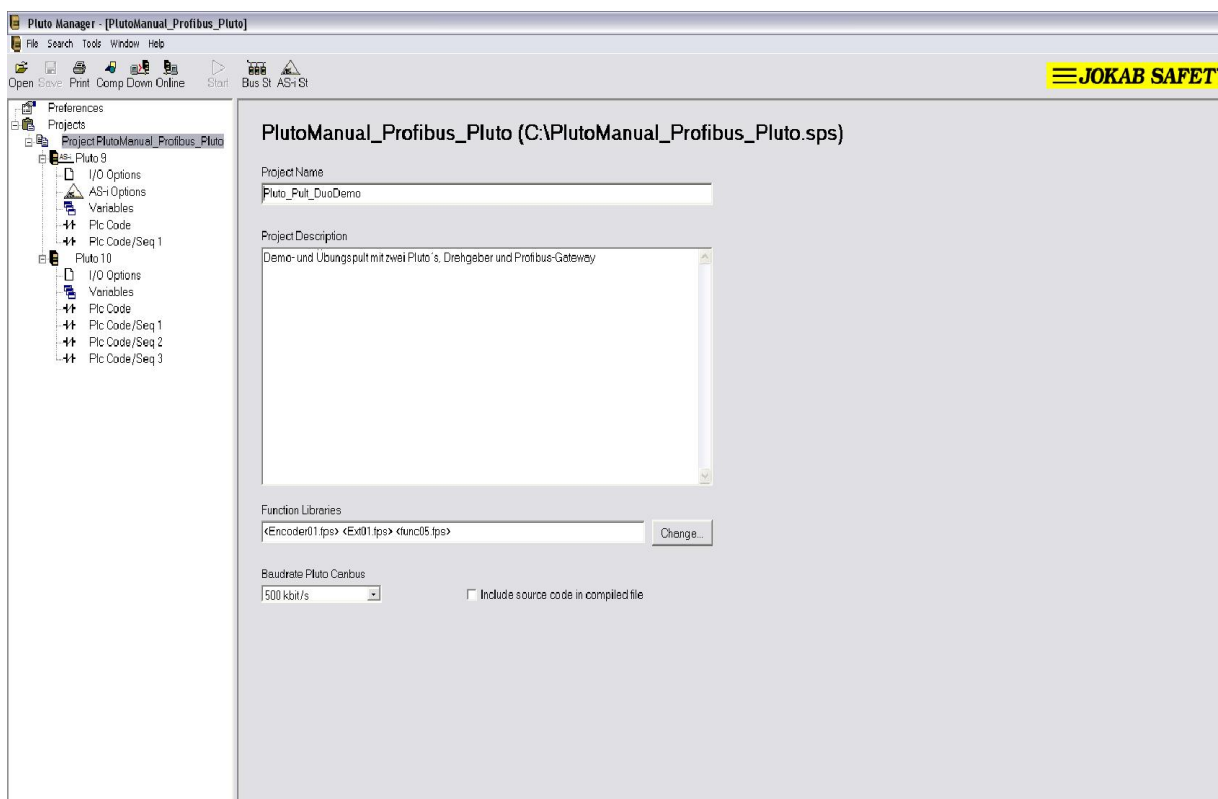 Pluto Manager - [PlutoManual_Profibus_Pluto]
File Search Tools Window Help
Open Save Print Comp Down Online Start Bus St AS-i St
JOKAB SAFETY
Preferences
Projects
Project PlutoManual_Profibus_Pluto
AS-i Pluto 9
I/O Options
AS-i Options
Variables
Plc Code
Plc Code/Seq 1
Pluto 10
I/O Options
Variables
Plc Code
Plc Code/Seq 1
Plc Code/Seq 2
Plc Code/Seq 3
PlutoManual_Profibus_Pluto (C:\PlutoManual_Profibus_Pluto.sps)
Project Name
Pluto_Pult_DuoDemo
Project Description
Demo- und Übungspult mit zwei Pluto´s, Drehgeber und Profibus-Gateway
Function Libraries
<Encoder01.fps> <Ext01.fps> <func05.fps>
Change...
Baudrate Pluto Canbus
500 kbit/s
Include source code in compiled file